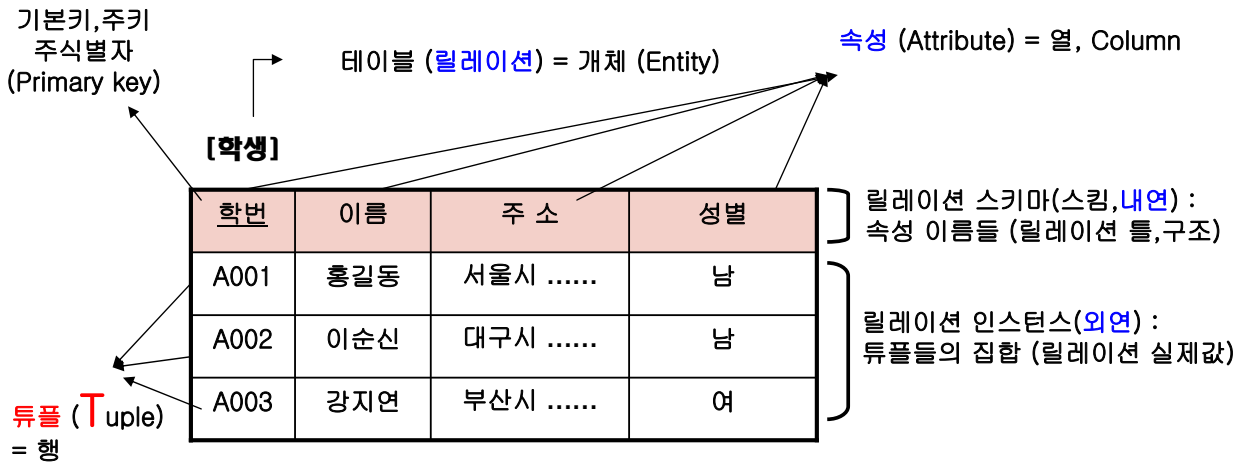 기본키,주키
주식별자
(Primary key)
테이블 (릴레이션) = 개체 (Entity)
속성 (Attribute) = 열, Column
[학생]
학번 이름 주 소 성별
A001 홍길동 서울시 ...... 남
A002 이순신 대구시 ...... 남
A003 강지연 부산시 ...... 여
릴레이션 스키마(스킴,내연) :
속성 이름들 (릴레이션 틀,구조)
릴레이션 인스턴스(외연) :
튜플들의 집합 (릴레이션 실제값)
튜플 (Tuple)
= 행